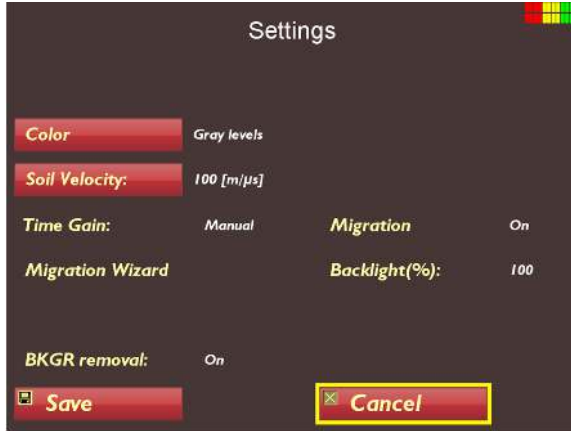 Settings
Color Gray levels
Soil Velocity: 100 [m/µs]
Time Gain: Manual Migration On
Migration Wizard Backlight(%): 100
BKGR removal: On
Save Cancel